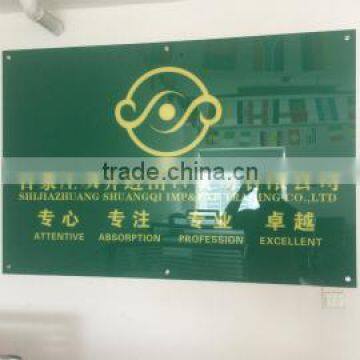 trade.china.com
SHIJIAZHUANG SHUANGQI IMP&EXP TRADING CO.,LTD
专心 专注 专业 卓越
ATTENTIVE ABSORPTION PROFESSION EXCELLENT